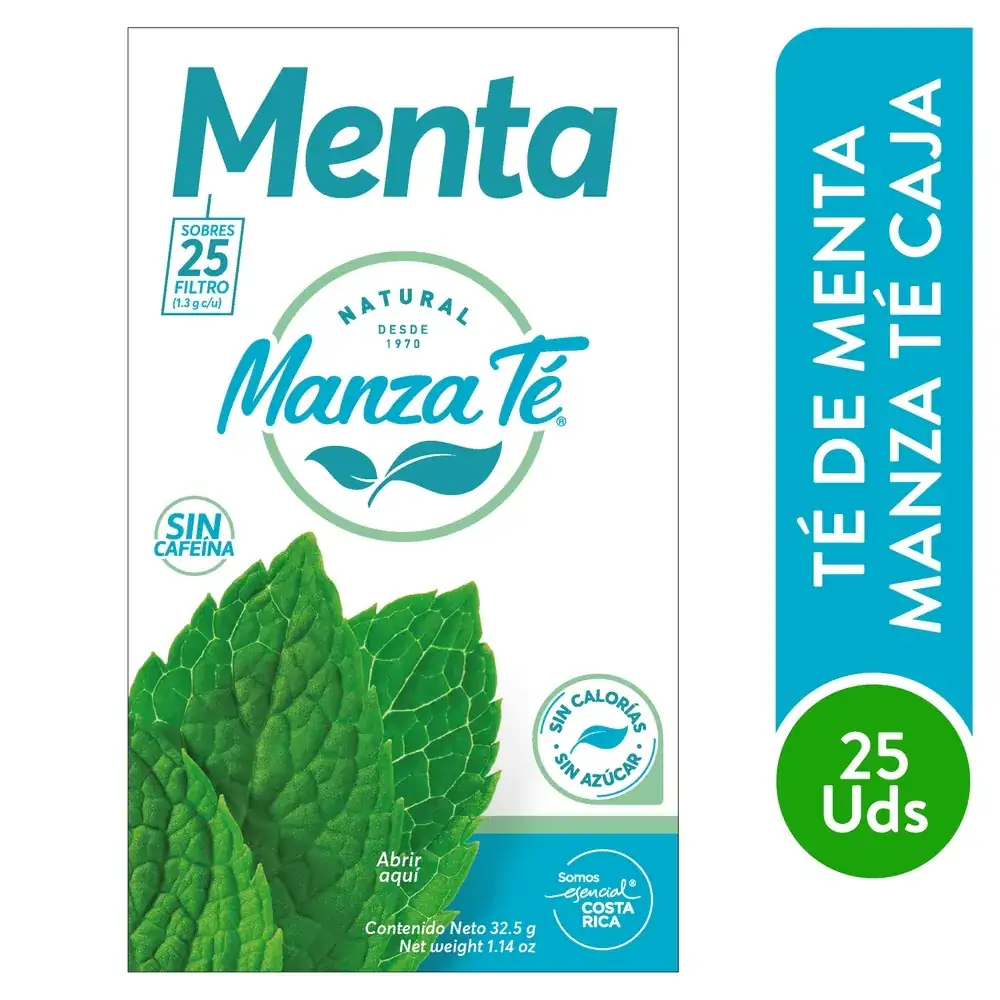 Menta
SOBRES
25
FILTRO
(1.3 g c/u)
NATURAL
DESDE
1970
Manza Té®
SIN
CAFEÍNA
SIN CALORÍAS
• SIN AZÚCAR •
Abrir
aquí
Contenido Neto 32.5 g
Net weight 1.14 oz
Somos
esencial®
COSTA
RICA
TÉ DE MENTA
MANZA TÉ CAJA
25
Uds